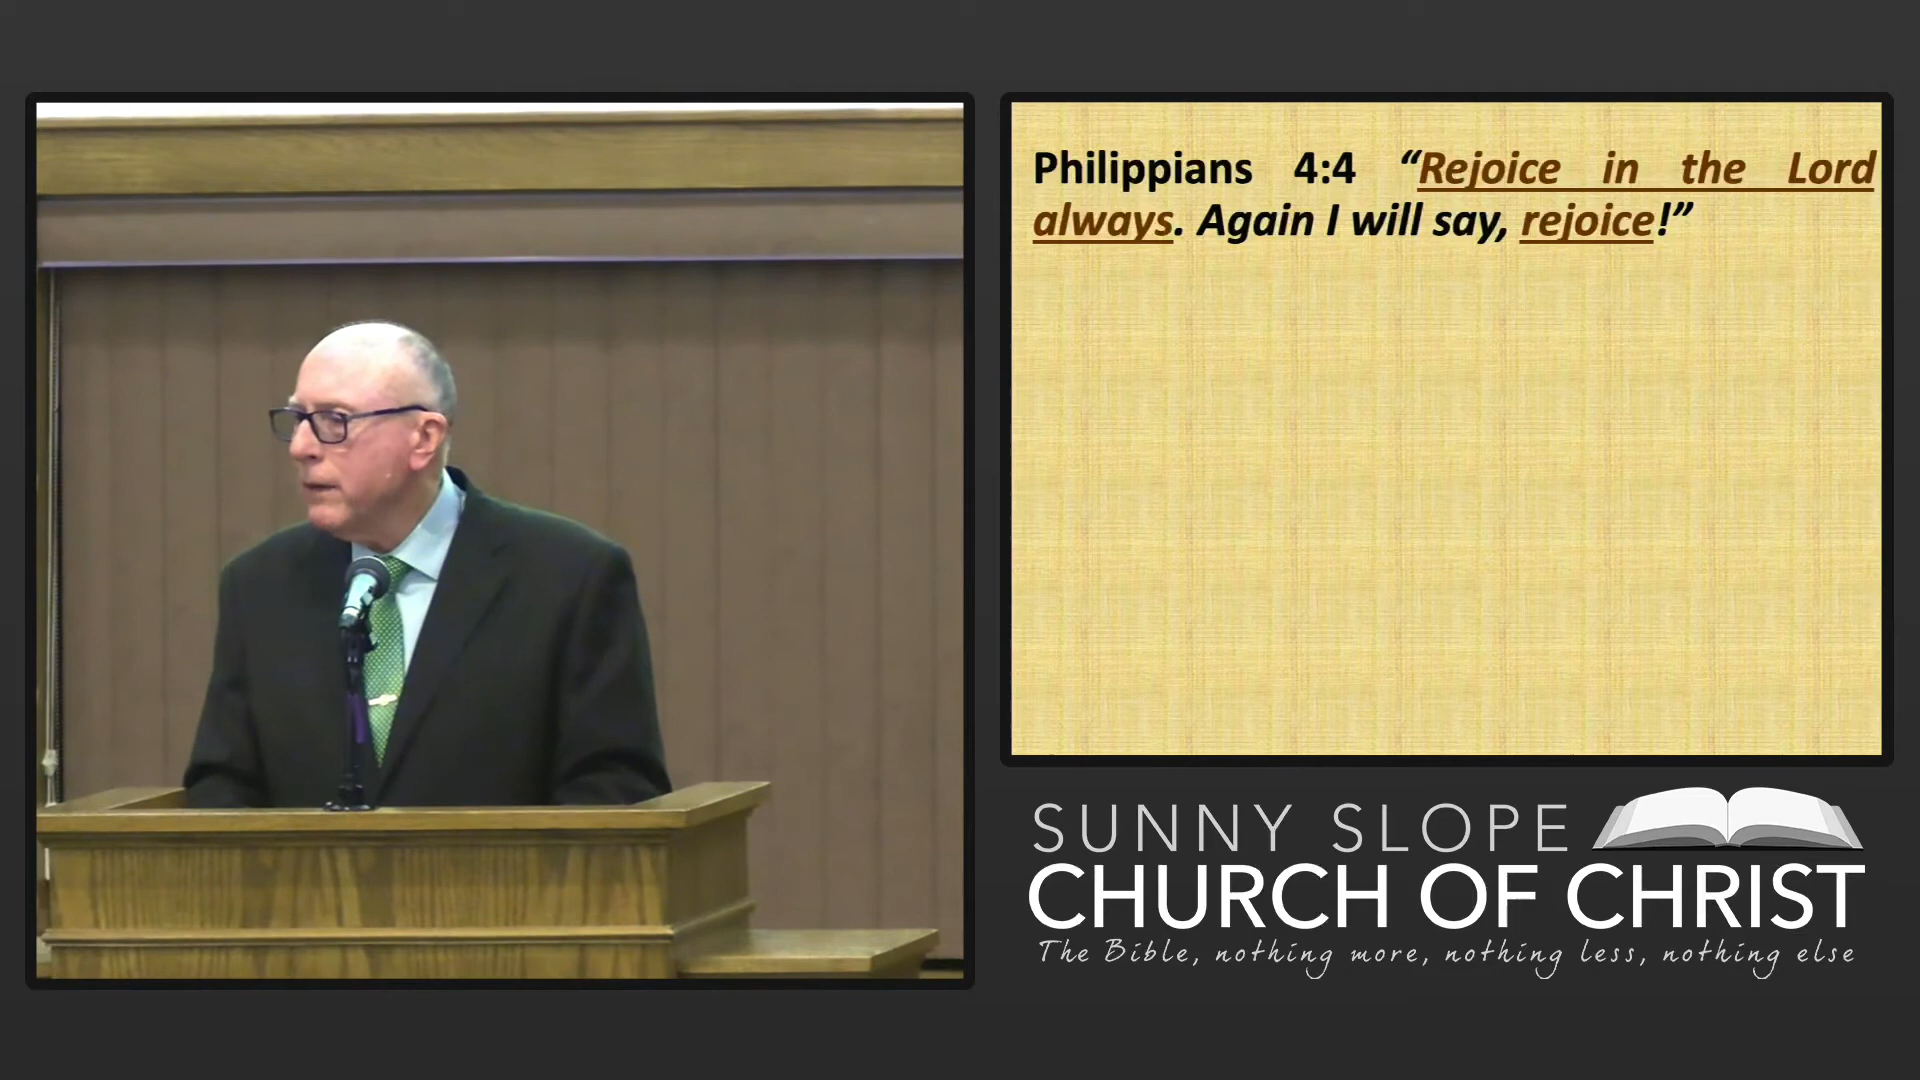 Philippians 4:4 “Rejoice in the Lord
always. Again I will say, rejoice!”
SUNNY SLOPE
CHURCH OF CHRIST
The Bible, nothing more, nothing less, nothing else